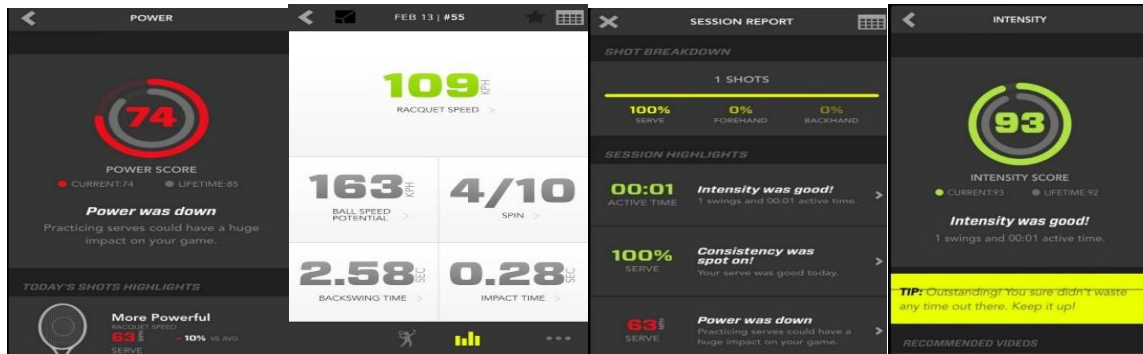 POWER
74
POWER SCORE
CURRENT:74 LIFETIME:85
Power was down
Practicing serves could have a huge
impact on your game.
TODAY'S SHOTS HIGHLIGHTS
More Powerful
RACQUET SPEED
63 MPH 10% VS AVG
SERVE
FEB 13 | #55
109 KPH
RACQUET SPEED >
163 KPH
BALL SPEED
POTENTIAL >
4/10
SPIN >
2.58 SEC
BACKSWING TIME >
0.28 SEC
IMPACT TIME >
SESSION REPORT
SHOT BREAKDOWN
1 SHOTS
100% 0% 0%
SERVE FOREHAND BACKHAND
SESSION HIGHLIGHTS
00:01
ACTIVE TIME
Intensity was good!
1 swings and 00:01 active time.
100%
SERVE
Consistency was
spot on!
Your serve was good today.
63 MPH
SERVE
Power was down
Practicing serves could have a
huge impact on your game.
INTENSITY
93
INTENSITY SCORE
CURRENT:93 LIFETIME:92
Intensity was good!
1 swings and 00:01 active time.
TIP: Outstanding! You sure didn't waste
any time out there. Keep it up!
RECOMMENDED VIDEOS